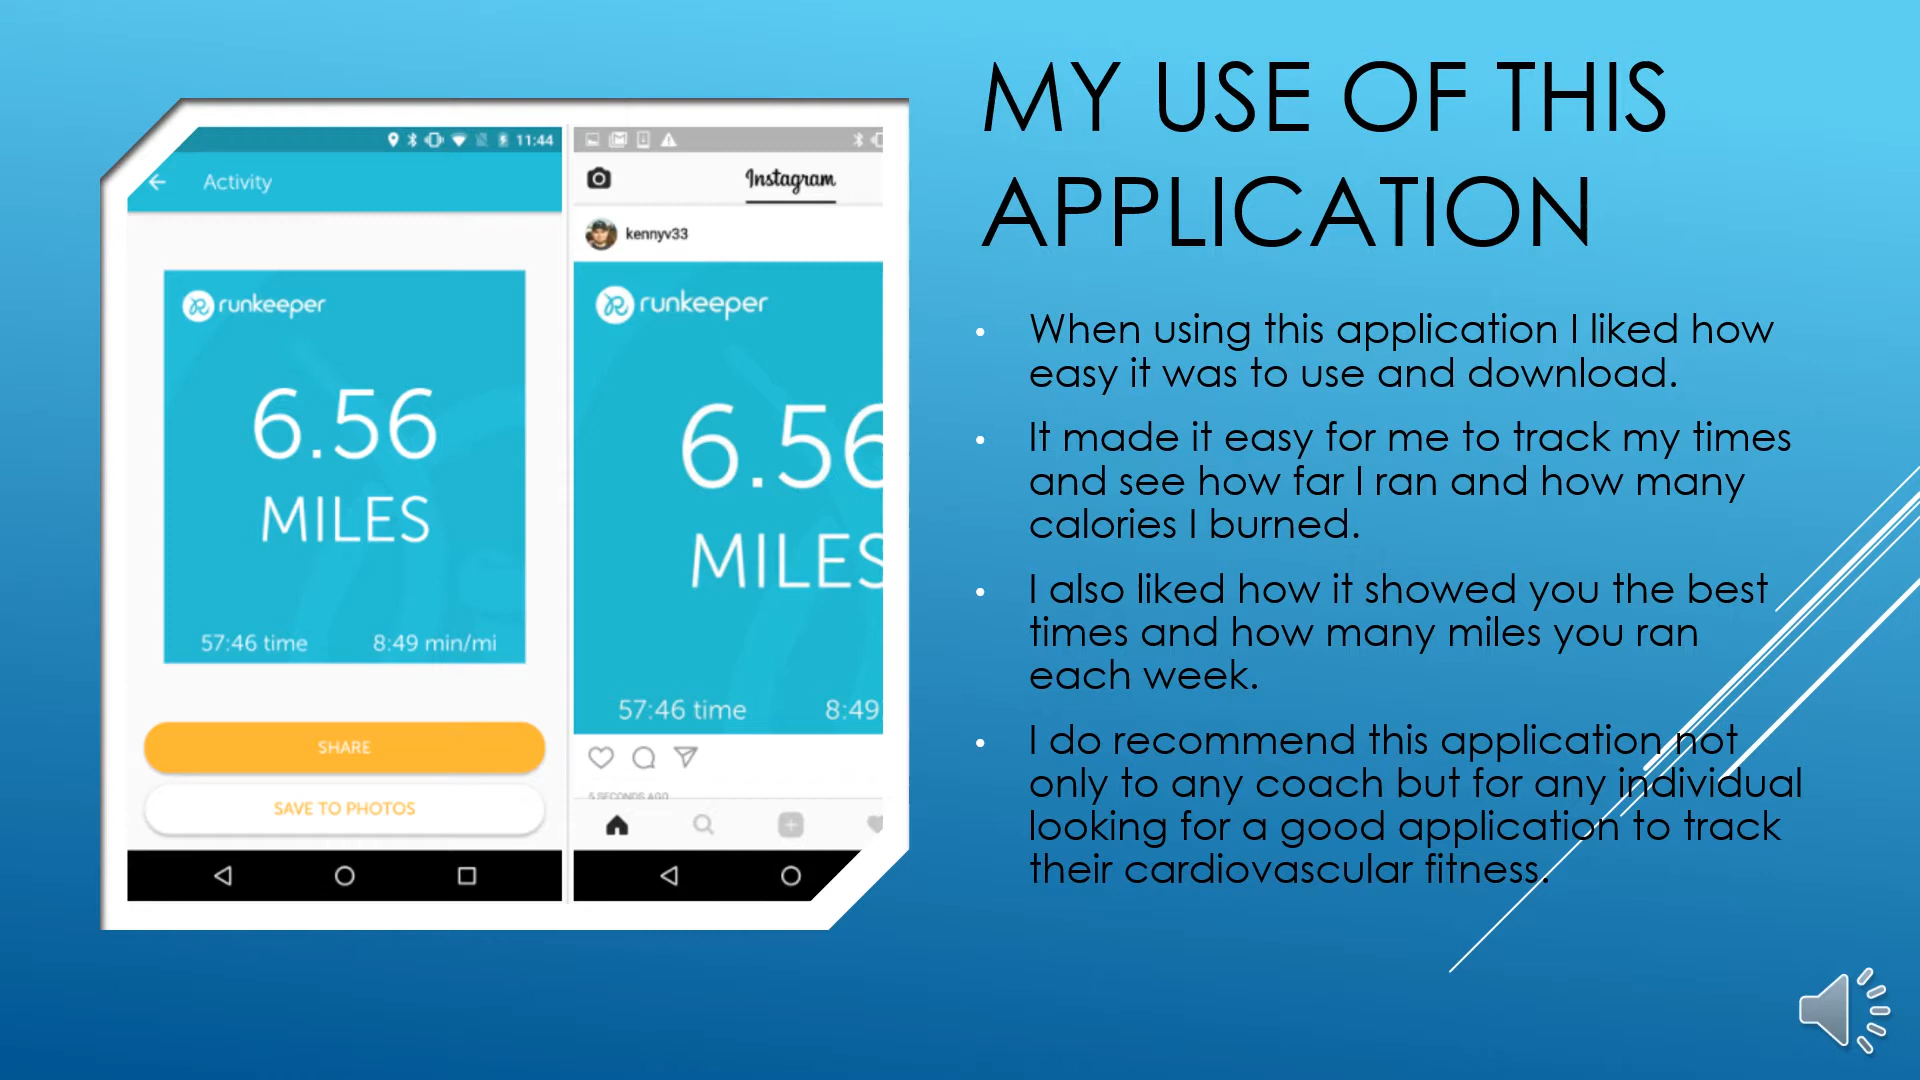 MY USE OF THIS
APPLICATION
11:44
Activity
runkeeper
6.56
MILES
57:46 time 8:49 min/mi
SHARE
SAVE TO PHOTOS
Instagram
kennyv33
runkeeper
6.56
MILES
57:46 time 8:49
5 SECONDS AGO
When using this application I liked how
easy it was to use and download.
It made it easy for me to track my times
and see how far I ran and how many
calories I burned.
I also liked how it showed you the best
times and how many miles you ran
each week.
I do recommend this application not
only to any coach but for any individual
looking for a good application to track
their cardiovascular fitness.